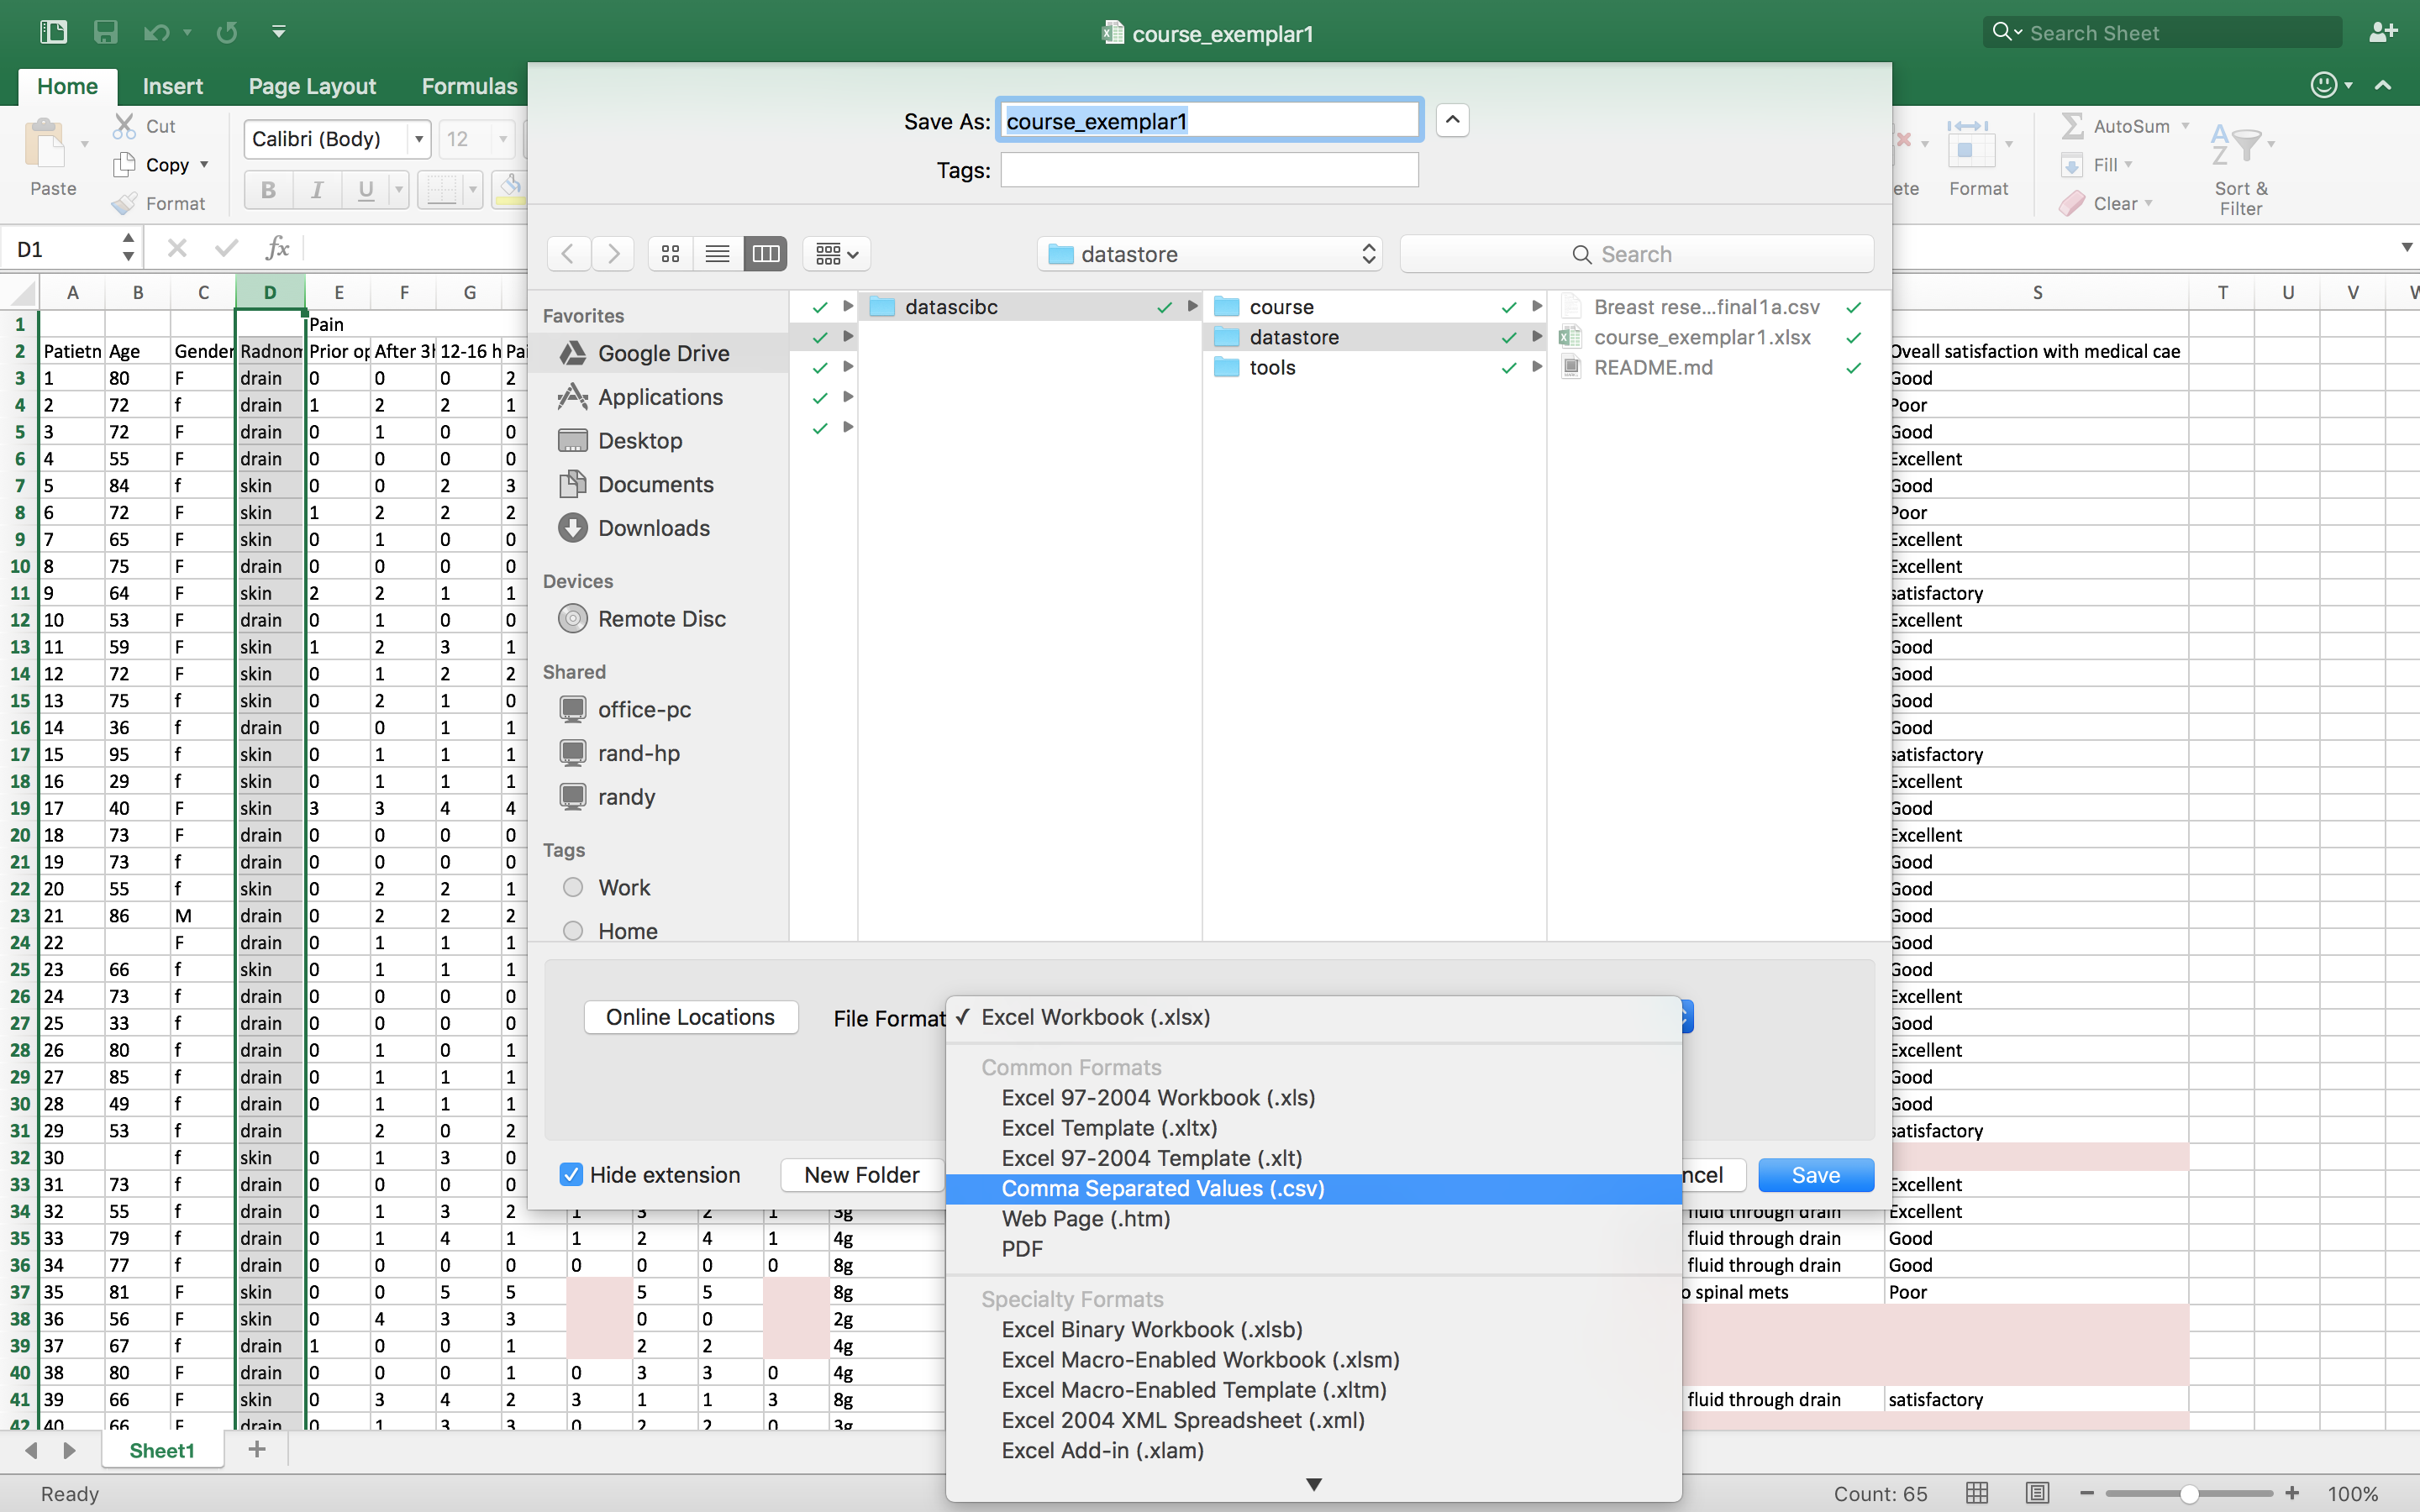 course_exemplar1
Search Sheet
Home Insert Page Layout Formulas
Save As: course_exemplar1
Tags:
Paste
Cut
Copy
Format
Calibri (Body) 12
B I U
ete
Format
AutoSum
Fill
Clear
Sort &
Filter
D1 fx
datastore
Search
Favorites
Google Drive
Applications
Desktop
Documents
Downloads
Devices
Remote Disc
Shared
office-pc
rand-hp
randy
Tags
Work
Home
datascibc
course
datastore
tools
Breast rese...final1a.csv
course_exemplar1.xlsx
README.md
Online Locations
File Format
✓ Excel Workbook (.xlsx)
Common Formats
Excel 97-2004 Workbook (.xls)
Excel Template (.xltx)
Excel 97-2004 Template (.xlt)
Comma Separated Values (.csv)
Web Page (.htm)
PDF
Specialty Formats
Excel Binary Workbook (.xlsb)
Excel Macro-Enabled Workbook (.xlsm)
Excel Macro-Enabled Template (.xltm)
Excel 2004 XML Spreadsheet (.xml)
Excel Add-in (.xlam)
Hide extension
New Folder
ncel
Save
A B C D E F G S T U V
1 Pain
2 Patietn Age Gender Radnom Prior op After 3h 12-16 h Pai Oveall satisfaction with medical cae
3 1 80 F drain 0 0 0 2 Good
4 2 72 f drain 1 2 2 1 Poor
5 3 72 F drain 0 1 0 0 Good
6 4 55 F drain 0 0 0 0 Excellent
7 5 84 f skin 0 0 2 3 Good
8 6 72 F skin 1 2 2 2 Poor
9 7 65 F skin 0 1 0 0 Excellent
10 8 75 F drain 0 0 0 0 Excellent
11 9 64 F skin 2 2 1 1 satisfactory
12 10 53 F drain 0 1 0 0 Excellent
13 11 59 F skin 1 2 3 1 Good
14 12 72 F skin 0 1 2 2 Good
15 13 75 f skin 0 2 1 0 Good
16 14 36 f drain 0 0 1 1 Good
17 15 95 f skin 0 1 1 1 satisfactory
18 16 29 f skin 0 1 1 1 Excellent
19 17 40 F skin 3 3 4 4 Good
20 18 73 F drain 0 0 0 0 Excellent
21 19 73 f drain 0 0 0 0 Good
22 20 55 f skin 0 2 2 1 Good
23 21 86 M drain 0 2 2 2 Good
24 22 F drain 0 1 1 1 Good
25 23 66 f skin 0 1 1 1 Good
26 24 73 f drain 0 0 0 0 Excellent
27 25 33 f drain 0 0 0 0 Good
28 26 80 f drain 0 1 0 1 Excellent
29 27 85 f drain 0 1 1 1 Good
30 28 49 f drain 0 1 1 1 Good
31 29 53 f drain 2 0 2 satisfactory
32 30 f skin 0 1 3 0
33 31 73 f drain 0 0 0 0 Excellent
34 32 55 f drain 0 1 3 2 1 3 2 1 3g fluid through drain Excellent
35 33 79 f drain 0 1 4 1 1 2 4 1 4g fluid through drain Good
36 34 77 f drain 0 0 0 0 0 0 0 0 8g fluid through drain Good
37 35 81 F skin 0 0 5 5 5 5 8g o spinal mets Poor
38 36 56 F skin 0 4 3 3 0 0 2g
39 37 67 f drain 1 0 0 1 2 2 4g
40 38 80 F drain 0 0 0 1 0 3 3 0 4g
41 39 66 F skin 0 3 4 2 3 1 1 3 8g fluid through drain satisfactory
42 40 66 F drain 0 1 3 3 0 2 2 0 3g
Sheet1 +
Ready
Count: 65
100%